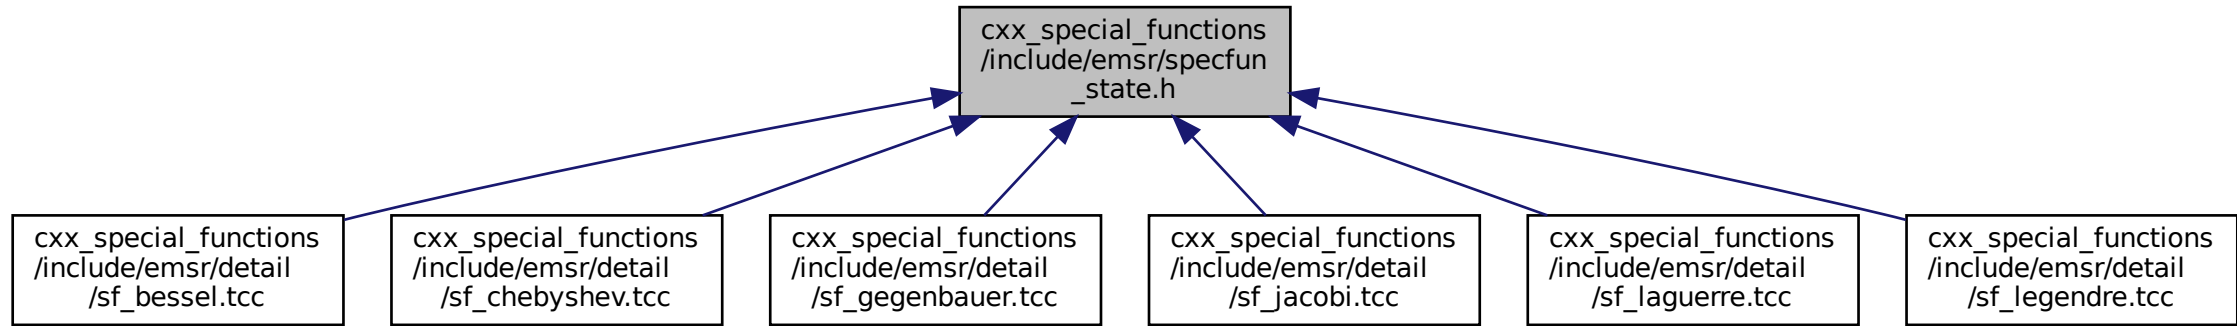 cxx_special_functions
/include/emsr/specfun
_state.h
cxx_special_functions
/include/emsr/detail
/sf_bessel.tcc
cxx_special_functions
/include/emsr/detail
/sf_chebyshev.tcc
cxx_special_functions
/include/emsr/detail
/sf_gegenbauer.tcc
cxx_special_functions
/include/emsr/detail
/sf_jacobi.tcc
cxx_special_functions
/include/emsr/detail
/sf_laguerre.tcc
cxx_special_functions
/include/emsr/detail
/sf_legendre.tcc